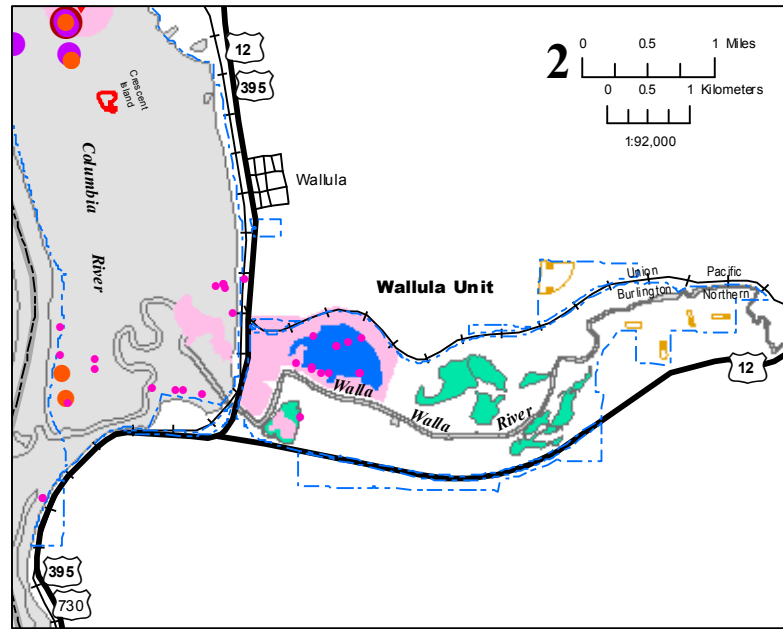 12
395
2
0 0.5 1 Miles
0 0.5 1 Kilometers
1:92,000
Crescent
Island
Columbia
River
Wallula
Wallula Unit
Union Pacific
Burlington Northern
12
Walla
Walla
River
395
730